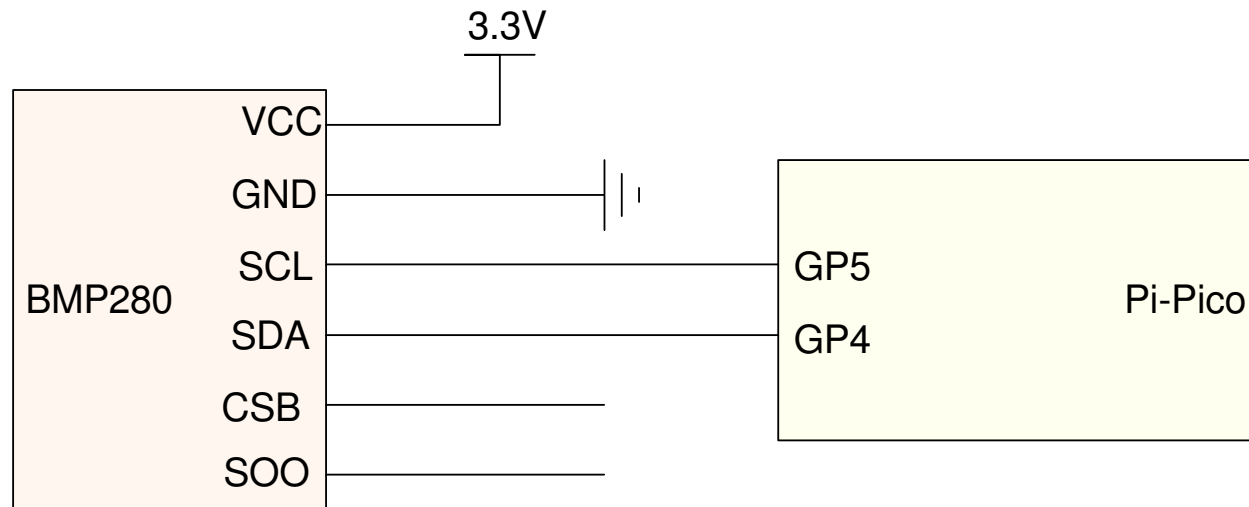 3.3V
VCC
GND
SCL
GP5
BMP280
Pi-Pico
SDA
GP4
CSB
SOO